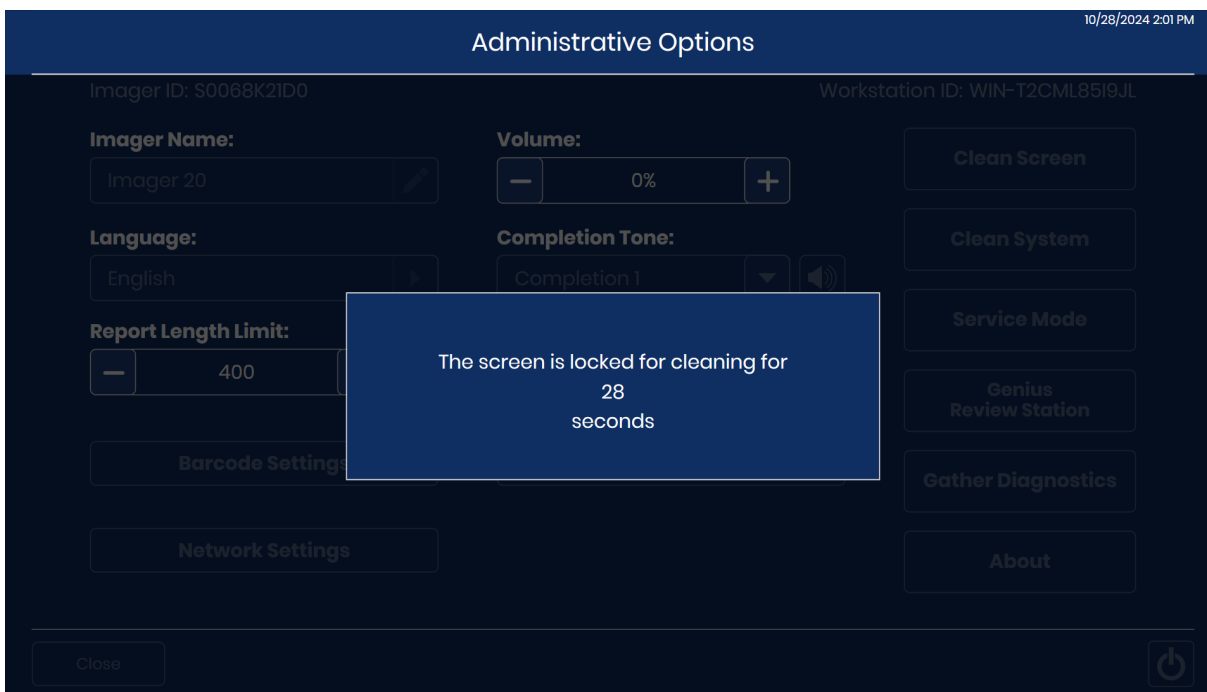 10/28/2024 2:01 PM
Administrative Options
Imager ID: S0068K21D0
Workstation ID: WIN-T2CML85I9JL
Imager Name:
Imager 20
Volume:
0%
Clean Screen
Language:
English
Completion Tone:
Completion 1
Clean System
Report Length Limit:
400
The screen is locked for cleaning for
28
seconds
Service Mode
Genius
Review Station
Barcode Settings
Gather Diagnostics
Network Settings
About
Close